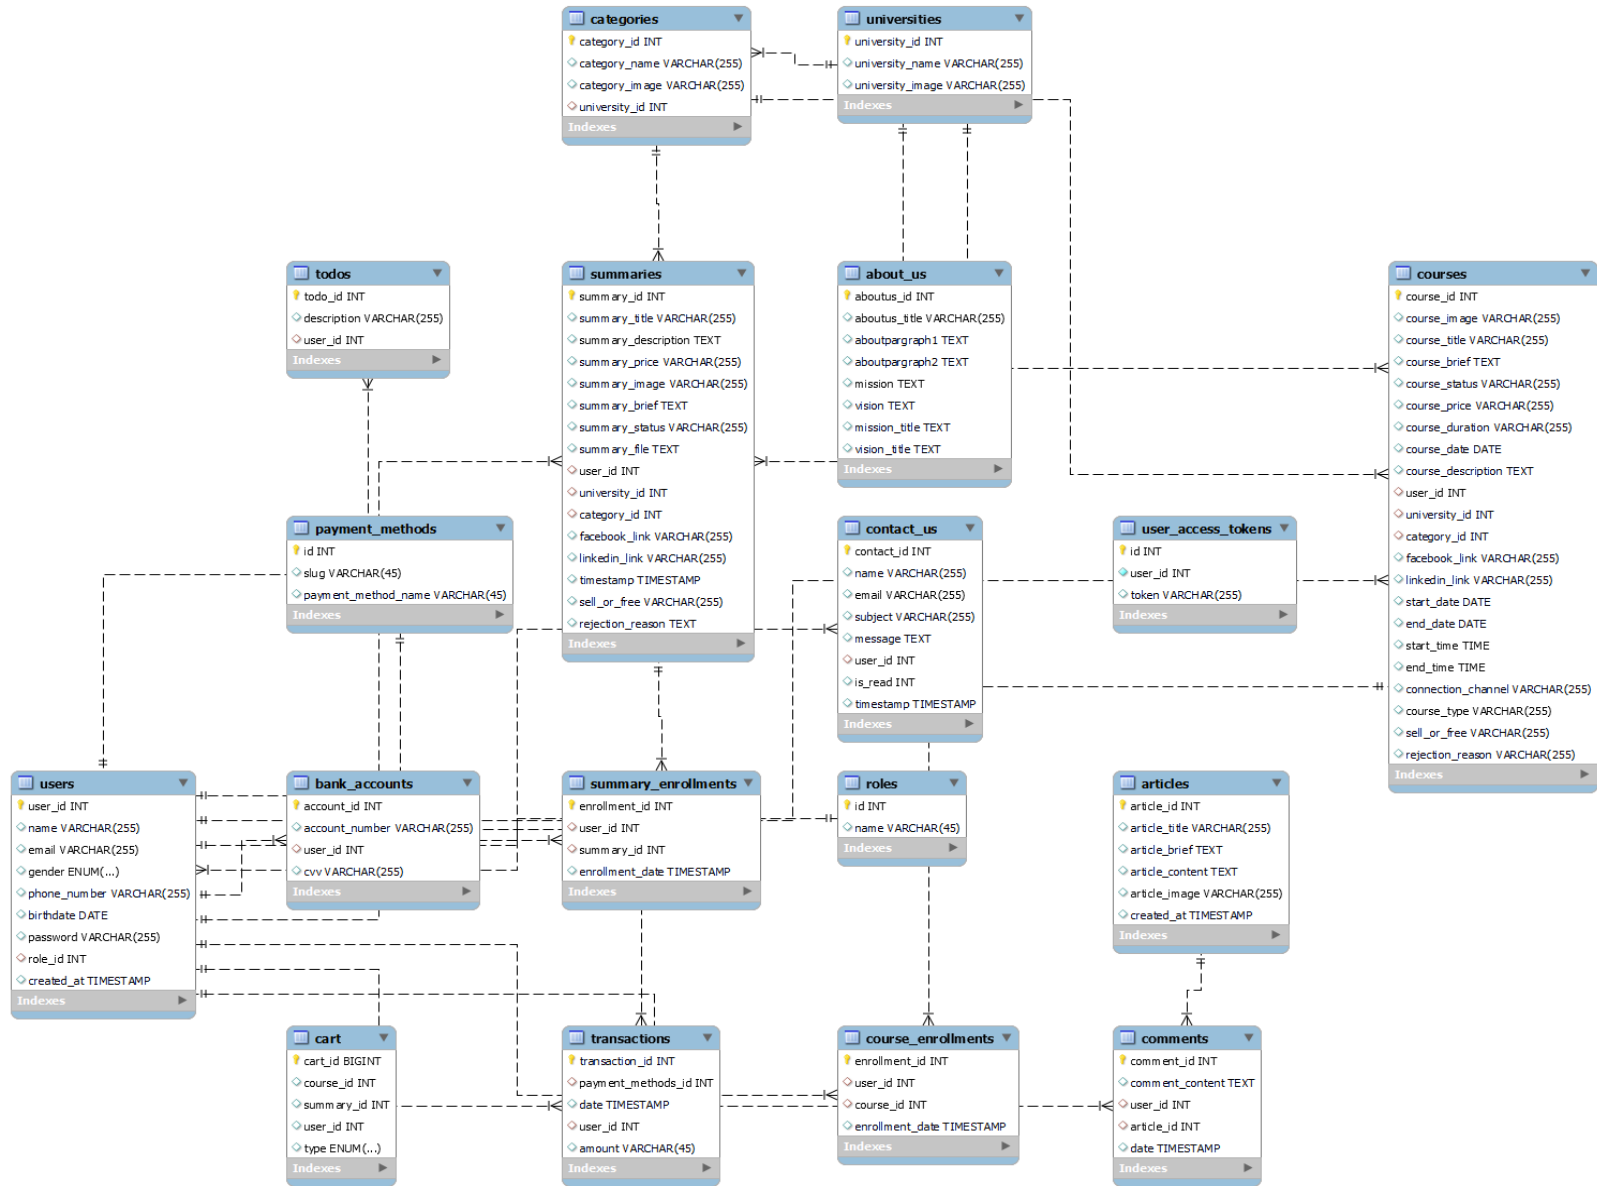 categories
category_id INT
category_name VARCHAR(255)
category_image VARCHAR(255)
university_id INT
Indexes
universities
university_id INT
university_name VARCHAR(255)
university_image VARCHAR(255)
Indexes
todos
todo_id INT
description VARCHAR(255)
user_id INT
Indexes
summaries
summary_id INT
summary_title VARCHAR(255)
summary_description TEXT
summary_price VARCHAR(255)
summary_image VARCHAR(255)
summary_brief TEXT
summary_status VARCHAR(255)
summary_file TEXT
user_id INT
university_id INT
category_id INT
facebook_link VARCHAR(255)
linkedin_link VARCHAR(255)
timestamp TIMESTAMP
sell_or_free VARCHAR(255)
rejection_reason TEXT
Indexes
about_us
aboutus_id INT
aboutus_title VARCHAR(255)
aboutpargraph1 TEXT
aboutpargraph2 TEXT
mission TEXT
vision TEXT
mission_title TEXT
vision_title TEXT
Indexes
courses
course_id INT
course_image VARCHAR(255)
course_title VARCHAR(255)
course_brief TEXT
course_status VARCHAR(255)
course_price VARCHAR(255)
course_duration VARCHAR(255)
course_date DATE
course_description TEXT
user_id INT
university_id INT
category_id INT
facebook_link VARCHAR(255)
linkedin_link VARCHAR(255)
start_date DATE
end_date DATE
start_time TIME
end_time TIME
connection_channel VARCHAR(255)
course_type VARCHAR(255)
sell_or_free VARCHAR(255)
rejection_reason VARCHAR(255)
Indexes
payment_methods
id INT
slug VARCHAR(45)
payment_method_name VARCHAR(45)
Indexes
contact_us
contact_id INT
name VARCHAR(255)
email VARCHAR(255)
subject VARCHAR(255)
message TEXT
user_id INT
is_read INT
timestamp TIMESTAMP
Indexes
user_access_tokens
id INT
user_id INT
token VARCHAR(255)
Indexes
users
user_id INT
name VARCHAR(255)
email VARCHAR(255)
gender ENUM(...)
phone_number VARCHAR(255)
birthdate DATE
password VARCHAR(255)
role_id INT
created_at TIMESTAMP
Indexes
bank_accounts
account_id INT
account_number VARCHAR(255)
user_id INT
cvv VARCHAR(255)
Indexes
summary_enrollments
enrollment_id INT
user_id INT
summary_id INT
enrollment_date TIMESTAMP
Indexes
roles
id INT
name VARCHAR(45)
Indexes
articles
article_id INT
article_title VARCHAR(255)
article_brief TEXT
article_content TEXT
article_image VARCHAR(255)
created_at TIMESTAMP
Indexes
cart
cart_id BIGINT
course_id INT
summary_id INT
user_id INT
type ENUM(...)
Indexes
transactions
transaction_id INT
payment_methods_id INT
date TIMESTAMP
user_id INT
amount VARCHAR(45)
Indexes
course_enrollments
enrollment_id INT
user_id INT
course_id INT
enrollment_date TIMESTAMP
Indexes
comments
comment_id INT
comment_content TEXT
user_id INT
article_id INT
date TIMESTAMP
Indexes